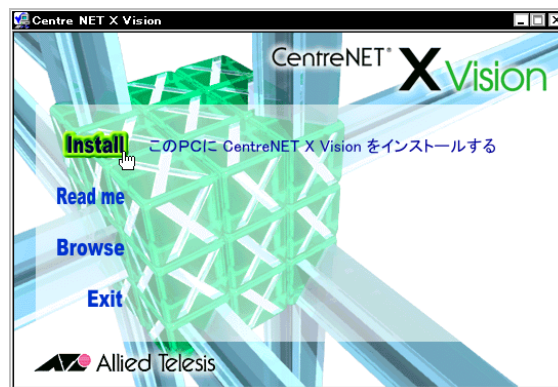 Centre NET X Vision
CentreNET® X Vision
Install このPCに CentreNET X Vision をインストールする
Read me
Browse
Exit
Allied Telesis